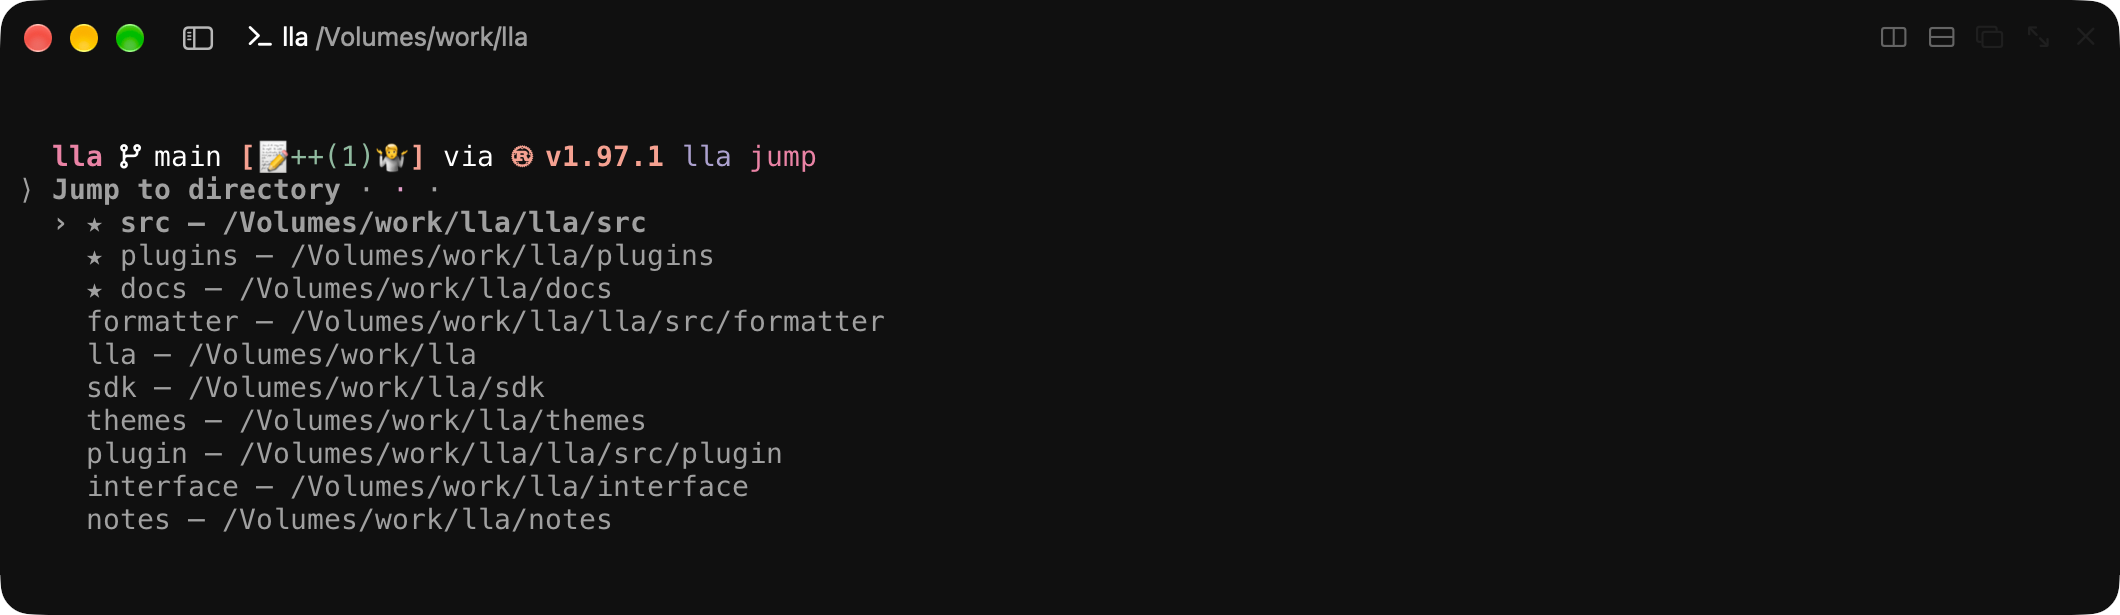 lla /Volumes/work/lla
lla main [📝++(1)🤷] via v1.97.1 lla jump
⟩ Jump to directory · · ·
› ★ src — /Volumes/work/lla/lla/src
★ plugins — /Volumes/work/lla/plugins
★ docs — /Volumes/work/lla/docs
formatter — /Volumes/work/lla/lla/src/formatter
lla — /Volumes/work/lla
sdk — /Volumes/work/lla/sdk
themes — /Volumes/work/lla/themes
plugin — /Volumes/work/lla/lla/src/plugin
interface — /Volumes/work/lla/interface
notes — /Volumes/work/lla/notes